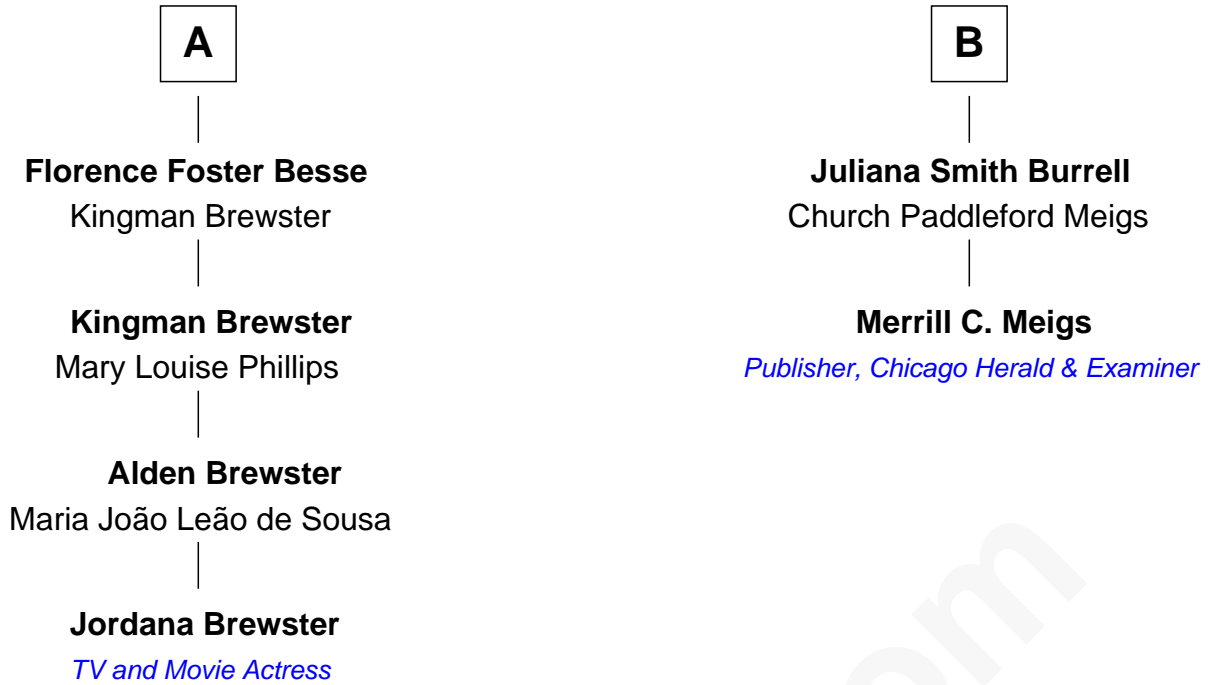 A
Florence Foster Besse
Kingman Brewster
Kingman Brewster
Mary Louise Phillips
Alden Brewster
Maria João Leão de Sousa
Jordana Brewster
TV and Movie Actress
B
Juliana Smith Burrell
Church Paddleford Meigs
Merrill C. Meigs
Publisher, Chicago Herald & Examiner
om